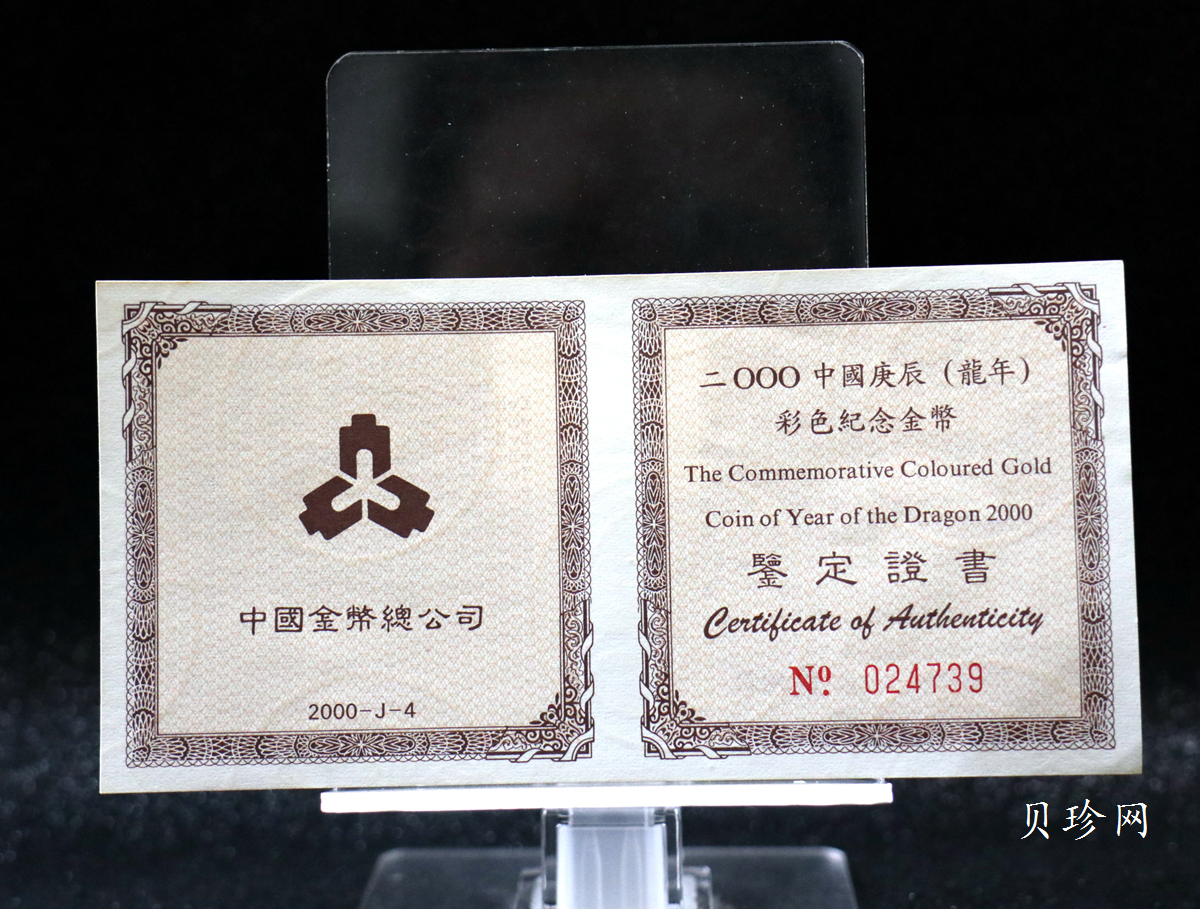 中國金幣總公司
2000-J-4
二OOO中國庚辰（龍年）
彩色紀念金幣
The Commemorative Coloured Gold
Coin of Year of the Dragon 2000
鑒定證書
Certificate of Authenticity
Nº 024739
贝珍网